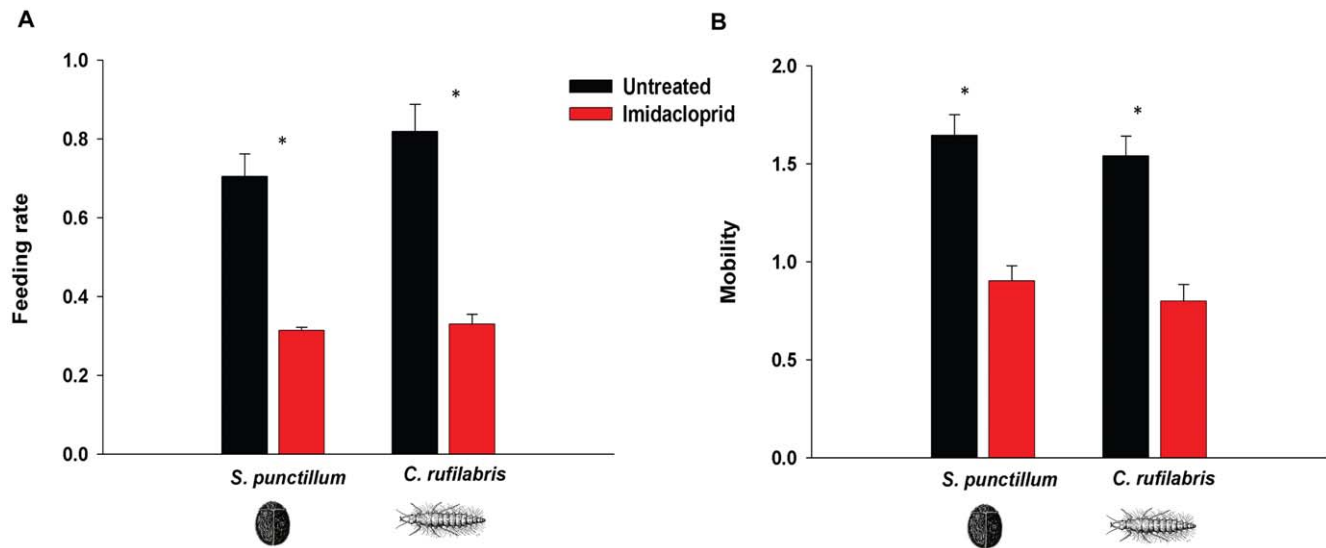 A
Feeding rate
1.0
0.8
0.6
0.4
0.2
0.0
*
*
S. punctillum
C. rufilabris
Untreated
Imidacloprid
B
Mobility
2.0
1.5
1.0
0.5
0.0
*
*
S. punctillum
C. rufilabris